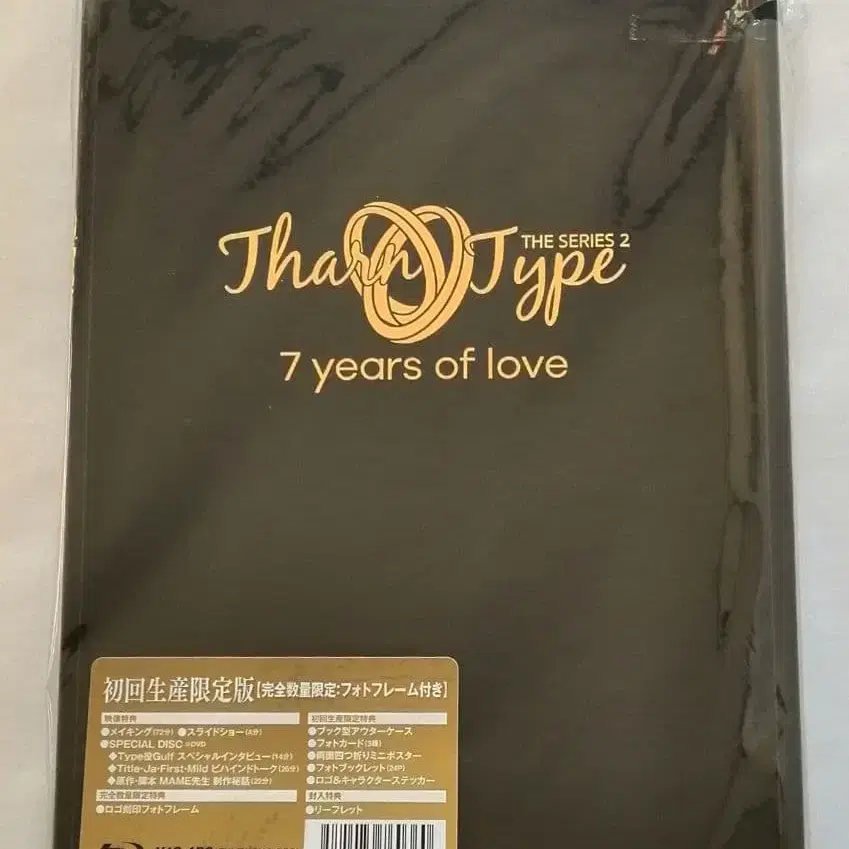 TharnType
THE SERIES 2
7 years of love
初回生産限定版【完全数量限定:フォトフレーム付き】
映像特典
●メイキング(72分) ●スライドショー(4分)
●SPECIAL DISC ※DVD
◆Type役Gulf スペシャルインタビュー(14分)
◆Title-Ja-First-Mild ビハインドトーク(26分)
◆原作・脚本 MAME先生 制作秘話(22分)
完全数量限定特典
●ロゴ刻印フォトフレーム
初回生産限定特典
●ブック型アウターケース
●フォトカード(3種)
●両面四つ折りミニポスター
●フォトブックレット(24P)
●ロゴ&キャラクターステッカー
封入特典
●リーフレット